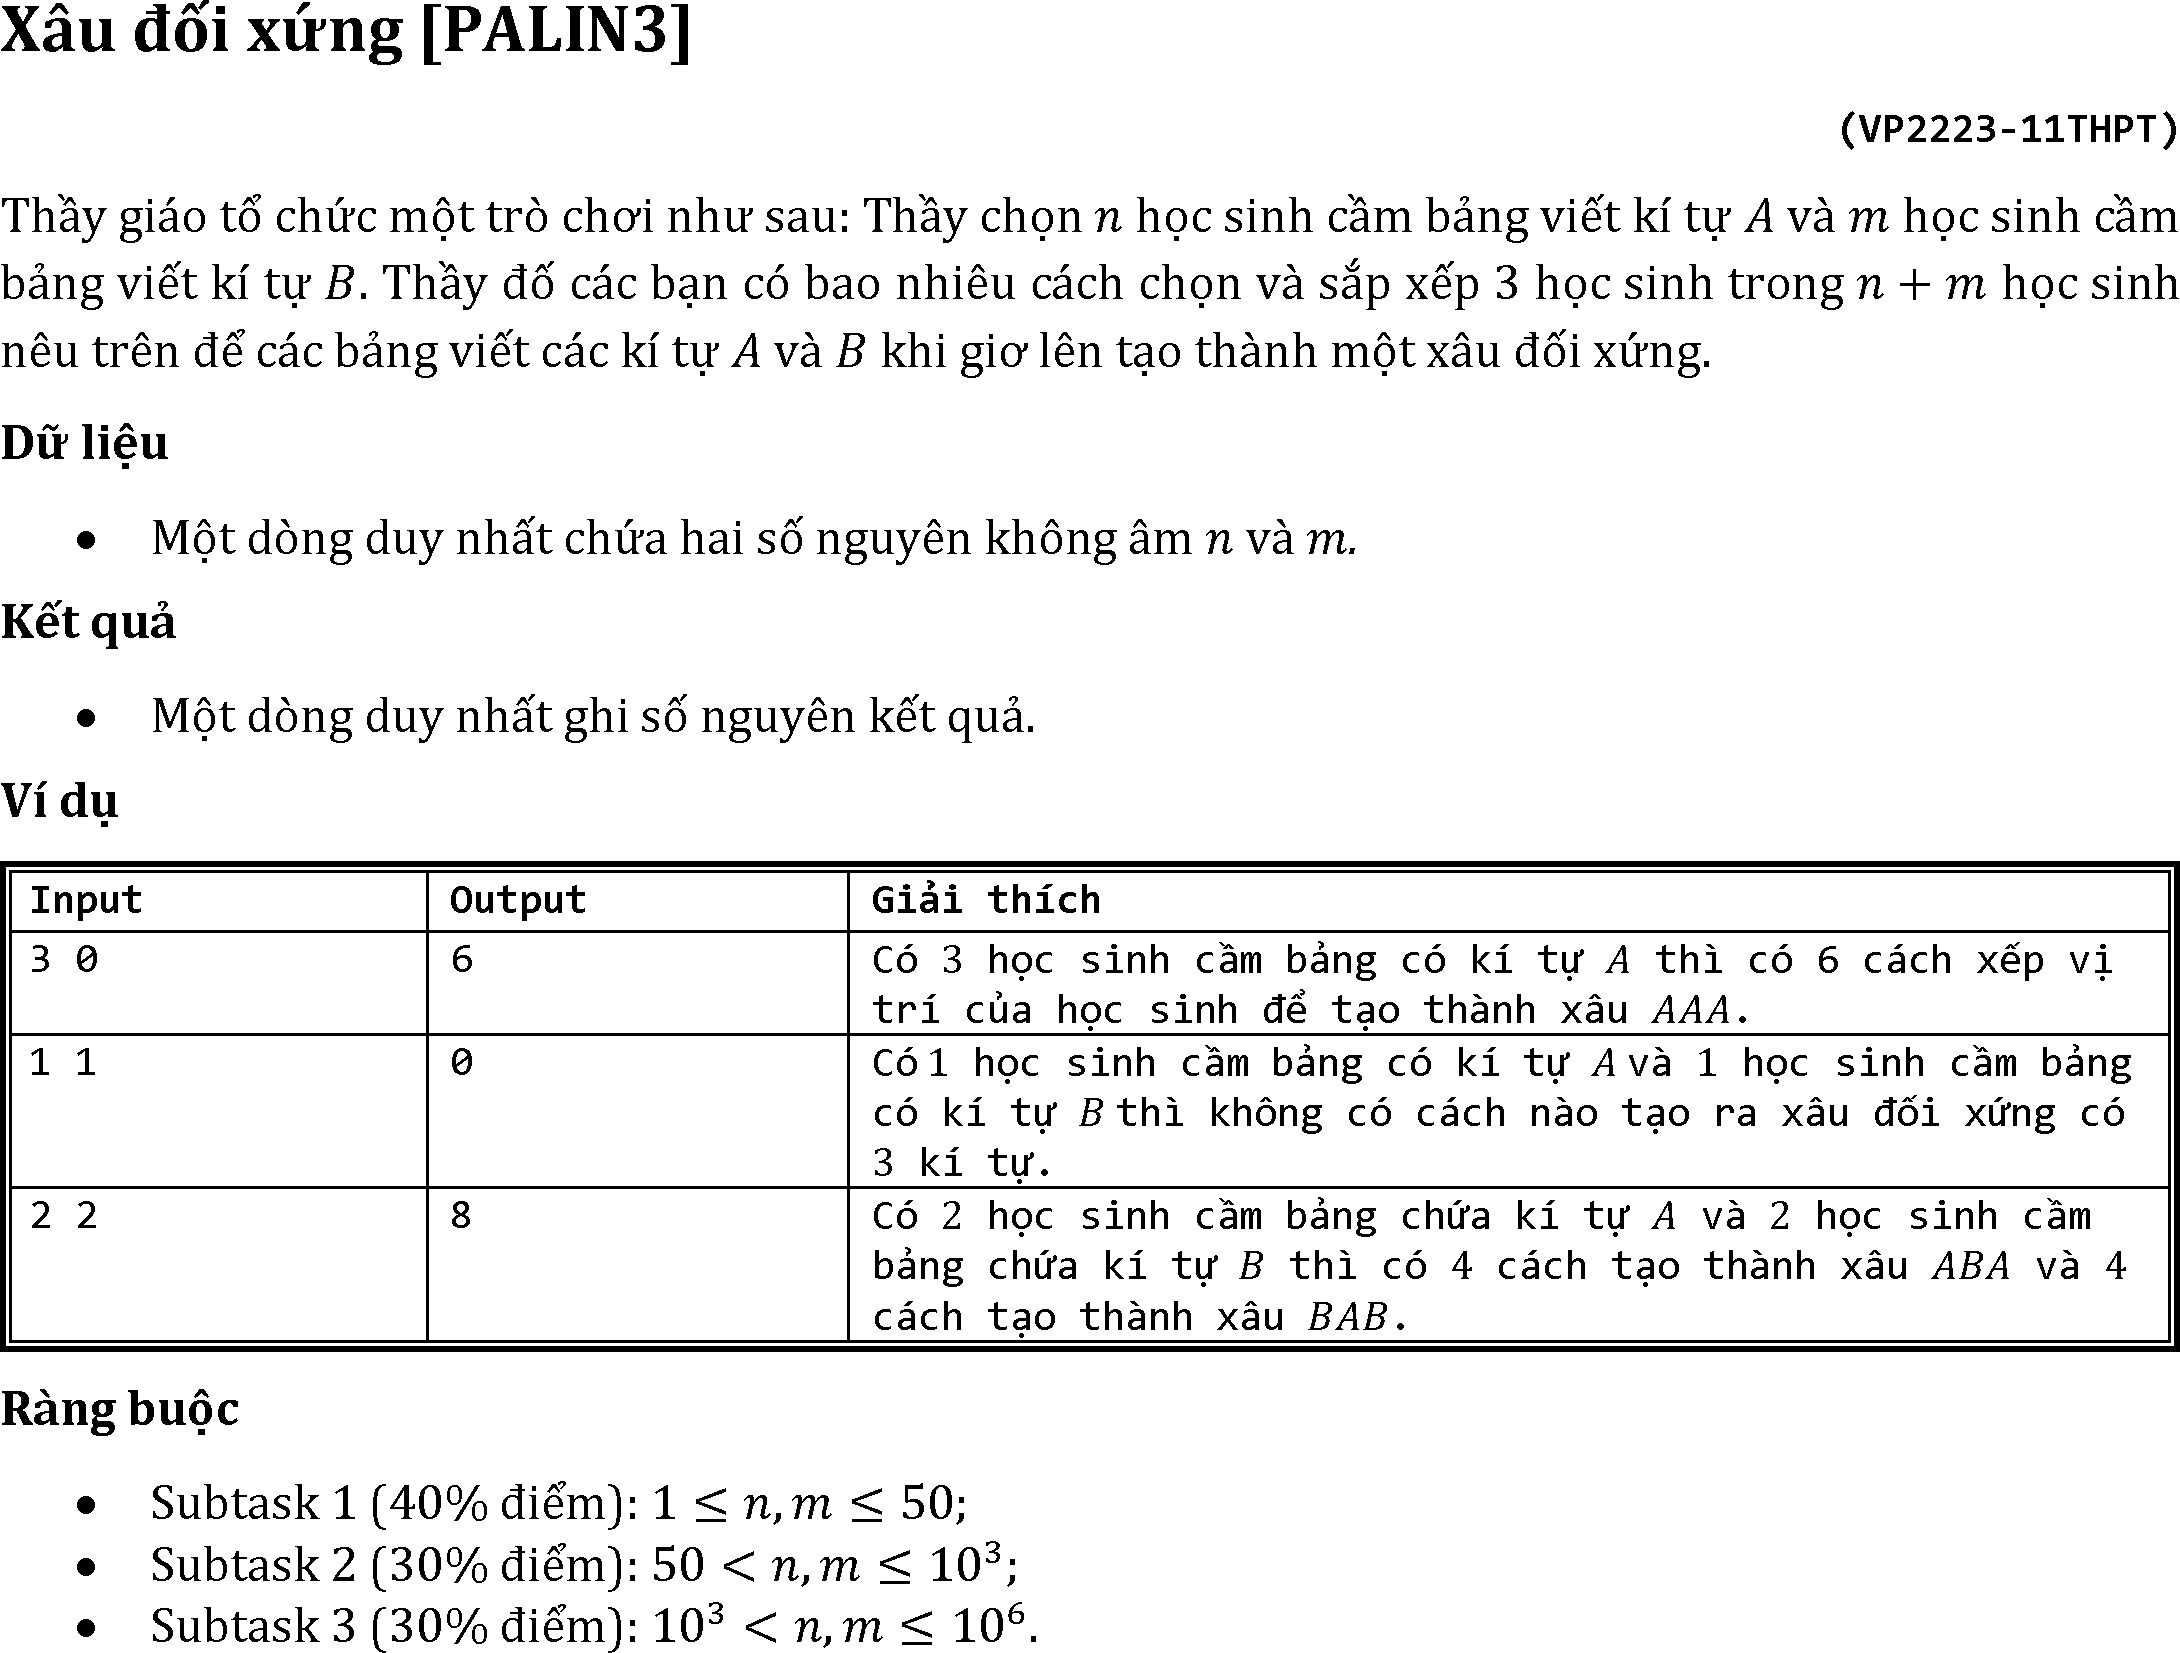 Xâu đối xứng [PALIN3]
(VP2223-11THPT)
Thầy giáo tổ chức một trò chơi như sau: Thầy chọn n học sinh cầm bảng viết kí tự A và m học sinh cầm
bảng viết kí tự B. Thầy đố các bạn có bao nhiêu cách chọn và sắp xếp 3 học sinh trong n + m học sinh
nêu trên để các bảng viết các kí tự A và B khi giơ lên tạo thành một xâu đối xứng.
Dữ liệu
• Một dòng duy nhất chứa hai số nguyên không âm n và m.
Kết quả
• Một dòng duy nhất ghi số nguyên kết quả.
Ví dụ
Input Output Giải thích
3 0 6 Có 3 học sinh cầm bảng có kí tự A thì có 6 cách xếp vị
trí của học sinh để tạo thành xâu AAA.
1 1 0 Có 1 học sinh cầm bảng có kí tự A và 1 học sinh cầm bảng
có kí tự B thì không có cách nào tạo ra xâu đối xứng có
3 kí tự.
2 2 8 Có 2 học sinh cầm bảng chứa kí tự A và 2 học sinh cầm
bảng chứa kí tự B thì có 4 cách tạo thành xâu ABA và 4
cách tạo thành xâu BAB.
Ràng buộc
• Subtask 1 (40% điểm): 1 ≤ n, m ≤ 50;
• Subtask 2 (30% điểm): 50 < n, m ≤ 10³;
• Subtask 3 (30% điểm): 10³ < n, m ≤ 10⁶.